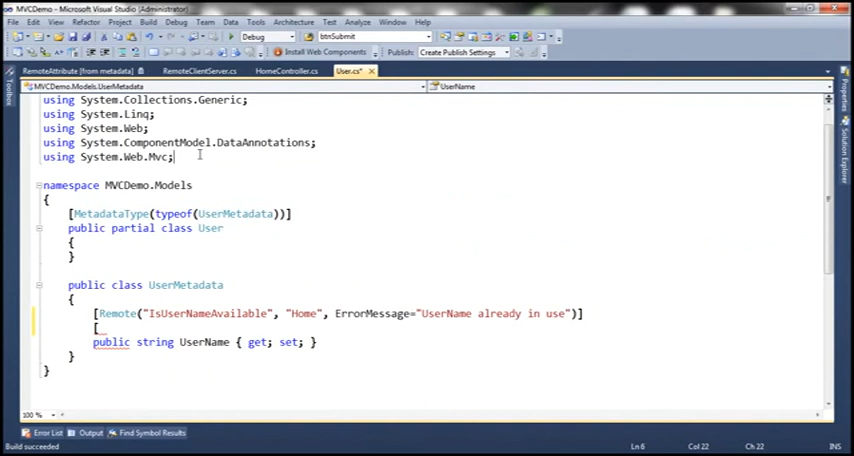 MVCDemo - Microsoft Visual Studio (Administrator)
File Edit View Refactor Project Build Debug Team Data Tools Architecture Test Analyze Window Help
Debug btnSubmit
Install Web Components Publish: Create Publish Settings
RemoteAttribute [from metadata] RemoteClientServer.cs HomeController.cs User.cs*
MVCDemo.Models.UserMetadata UserName
Toolbox
Properties
Solution Explorer
using System.Collections.Generic;
using System.Linq;
using System.Web;
using System.ComponentModel.DataAnnotations;
using System.Web.Mvc;
namespace MVCDemo.Models
{
[MetadataType(typeof(UserMetadata))]
public partial class User
{
}
public class UserMetadata
{
[Remote("IsUserNameAvailable", "Home", ErrorMessage="UserName already in use")]
[
public string UserName { get; set; }
}
}
100 %
Error List Output Find Symbol Results
Build succeeded Ln 6 Col 22 Ch 22 INS